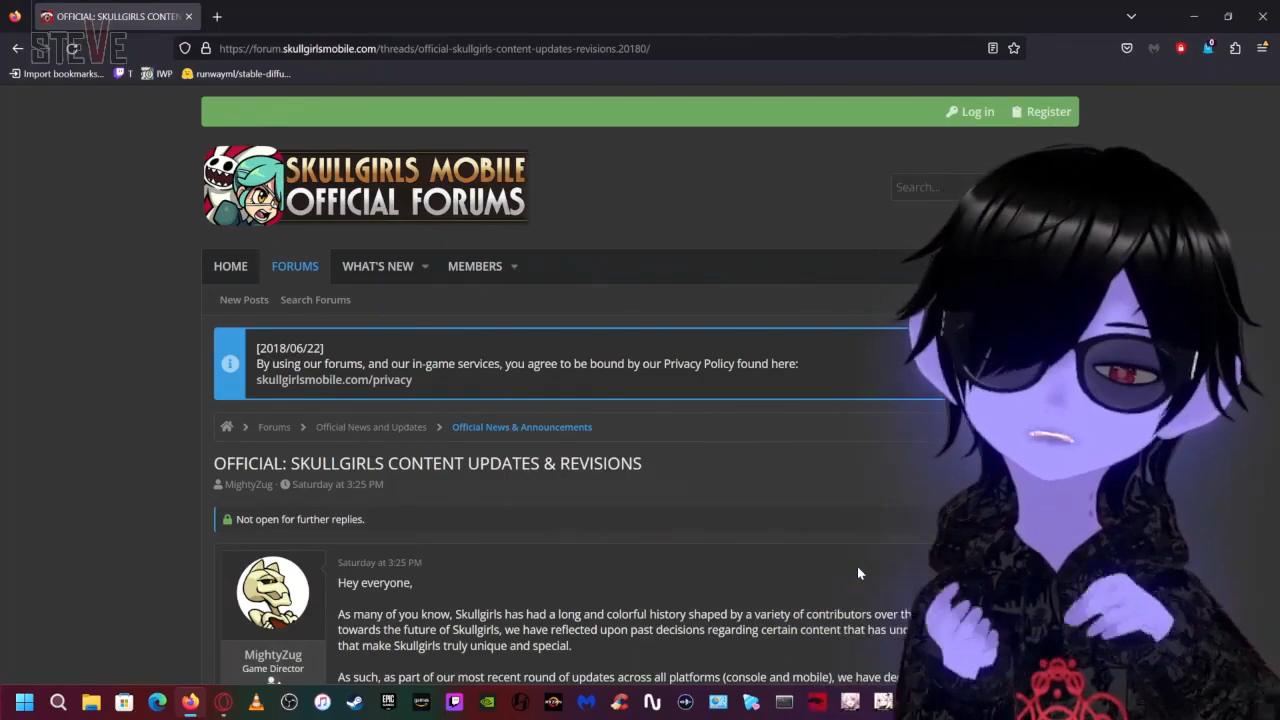 OFFICIAL: SKULLGIRLS CONTEN
STEVE
https://forum.skullgirlsmobile.com/threads/official-skullgirls-content-updates-revisions.20180/
0
Import bookmarks...
T
IWP
runwayml/stable-diffu...
Log in
Register
SKULLGIRLS MOBILE
OFFICIAL FORUMS
Search...
HOME
FORUMS
WHAT'S NEW
MEMBERS
New Posts
Search Forums
[2018/06/22]
By using our forums, and our in-game services, you agree to be bound by our Privacy Policy found here:
skullgirlsmobile.com/privacy
Forums
Official News and Updates
Official News & Announcements
OFFICIAL: SKULLGIRLS CONTENT UPDATES & REVISIONS
MightyZug
Saturday at 3:25 PM
Not open for further replies.
Saturday at 3:25 PM
Hey everyone,
As many of you know, Skullgirls has had a long and colorful history shaped by a variety of contributors over th
towards the future of Skullgirls, we have reflected upon past decisions regarding certain content that has un
that make Skullgirls truly unique and special.
MightyZug
Game Director
As such, as part of our most recent round of updates across all platforms (console and mobile), we have de